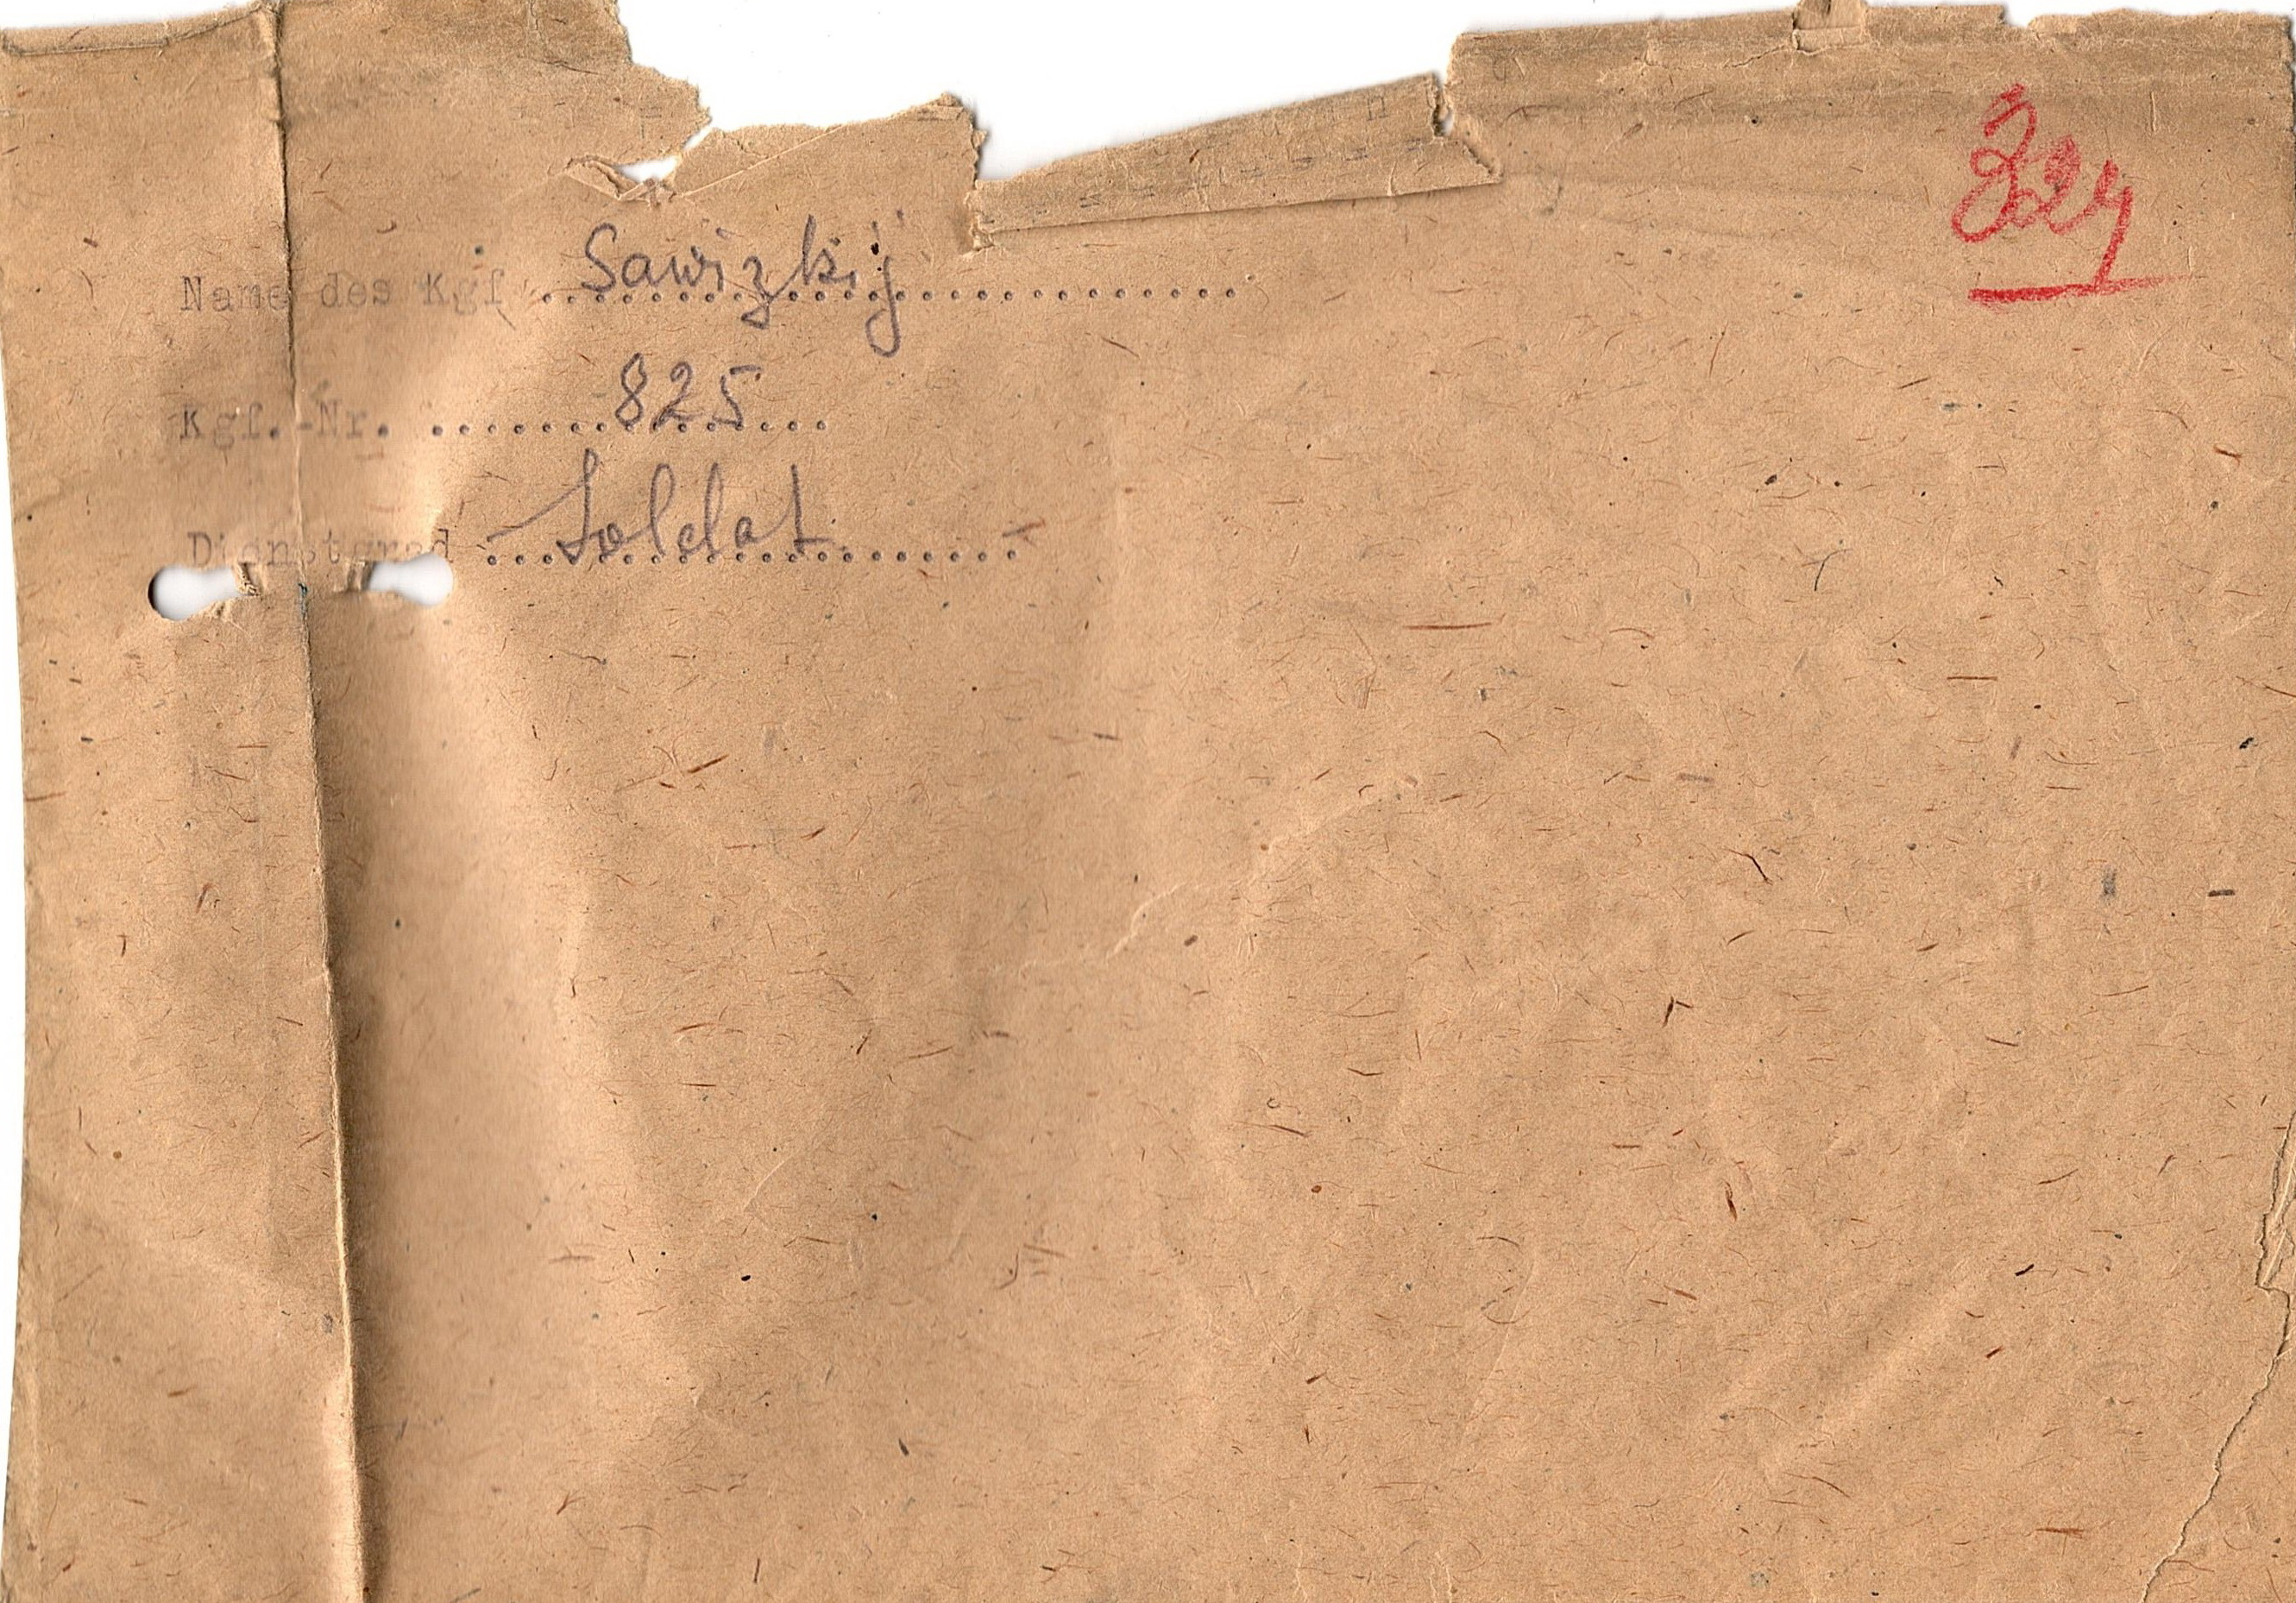 Name des Kgf. Sawizkij
Kgf.-Nr. 825
Dienstgrad Soldat